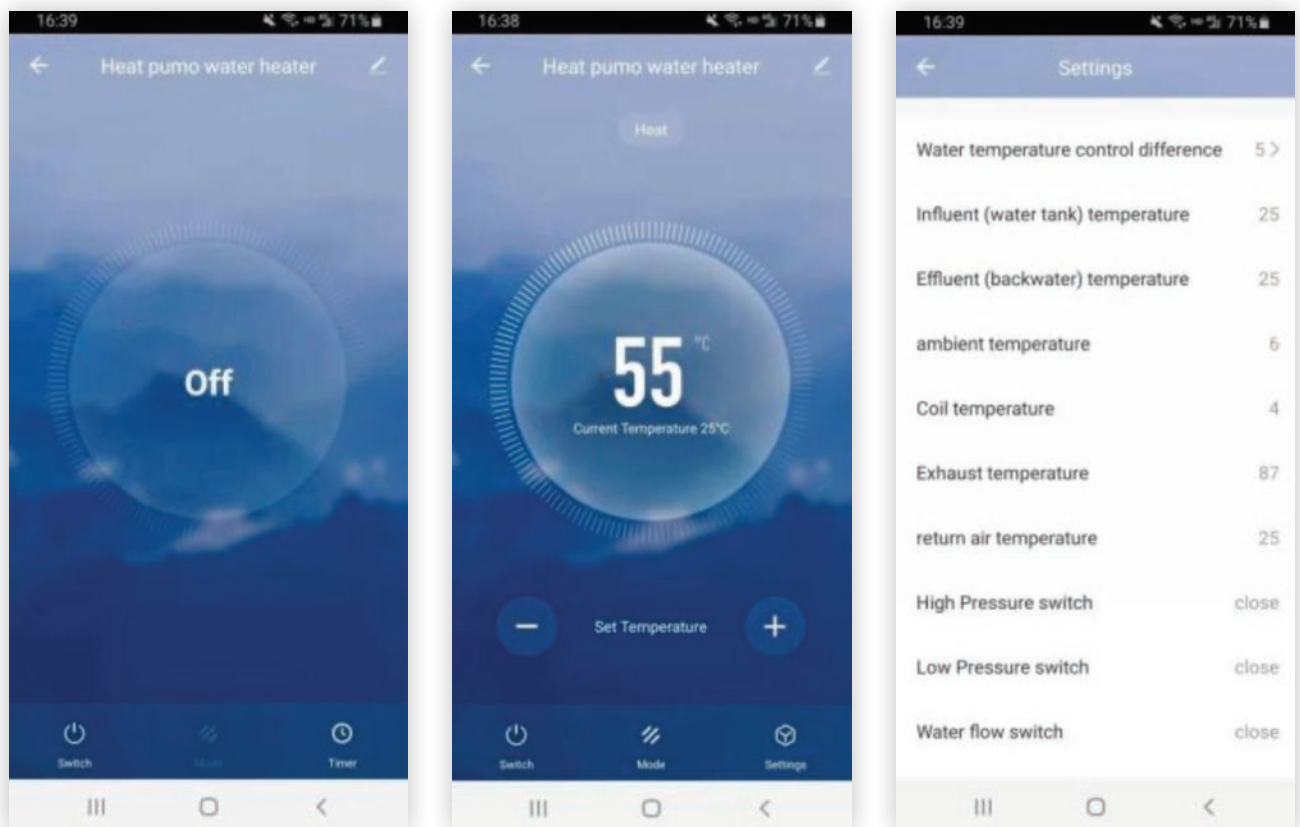 16:39
71%
Heat pumo water heater
Off
Switch
Mode
Timer
16:38
71%
Heat pumo water heater
Heat
55 °C
Current Temperature 25°C
Set Temperature
Switch
Mode
Settings
16:39
71%
Settings
Water temperature control difference 5
Influent (water tank) temperature 25
Effluent (backwater) temperature 25
ambient temperature 6
Coil temperature 4
Exhaust temperature 87
return air temperature 25
High Pressure switch close
Low Pressure switch close
Water flow switch close